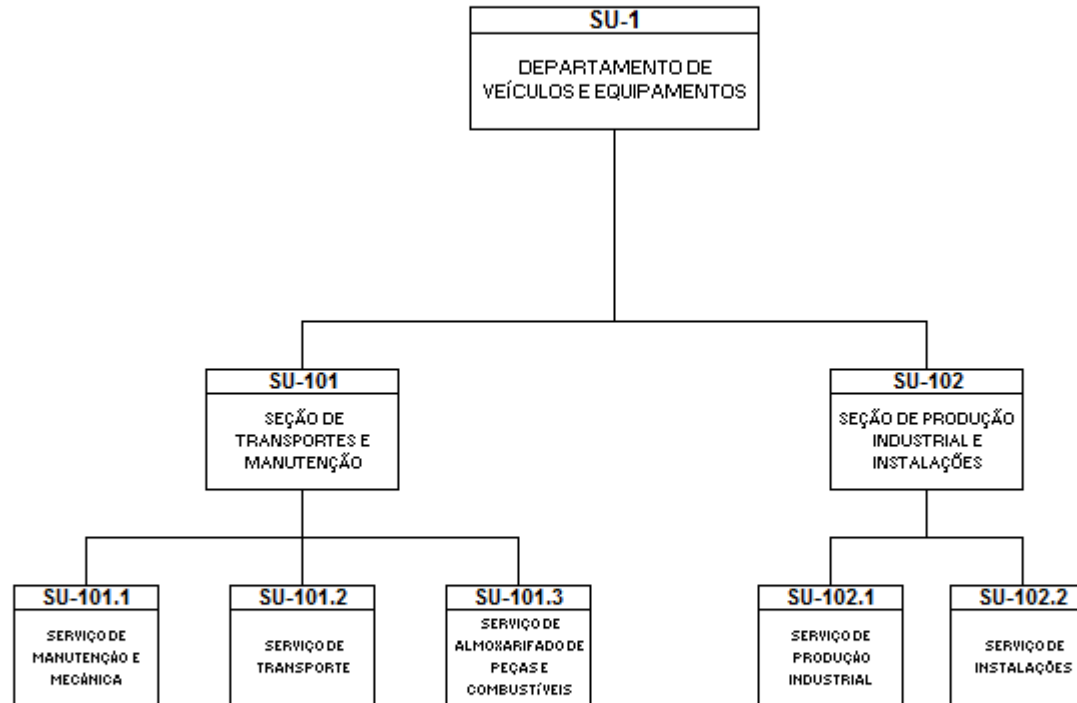 SU-1
DEPARTAMENTO DE
VEÍCULOS E EQUIPAMENTOS
SU-101
SEÇÃO DE
TRANSPORTES E
MANUTENÇÃO
SU-102
SEÇÃO DE PRODUÇÃO
INDUSTRIAL E
INSTALAÇÕES
SU-101.1
SERVIÇO DE
MANUTENÇÃO E
MECÂNICA
SU-101.2
SERVIÇO DE
TRANSPORTE
SU-101.3
SERVIÇO DE
ALMOXARIFADO DE
PEÇAS E
COMBUSTÍVEIS
SU-102.1
SERVIÇO DE
PRODUÇÃO
INDUSTRIAL
SU-102.2
SERVIÇO DE
INSTALAÇÕES